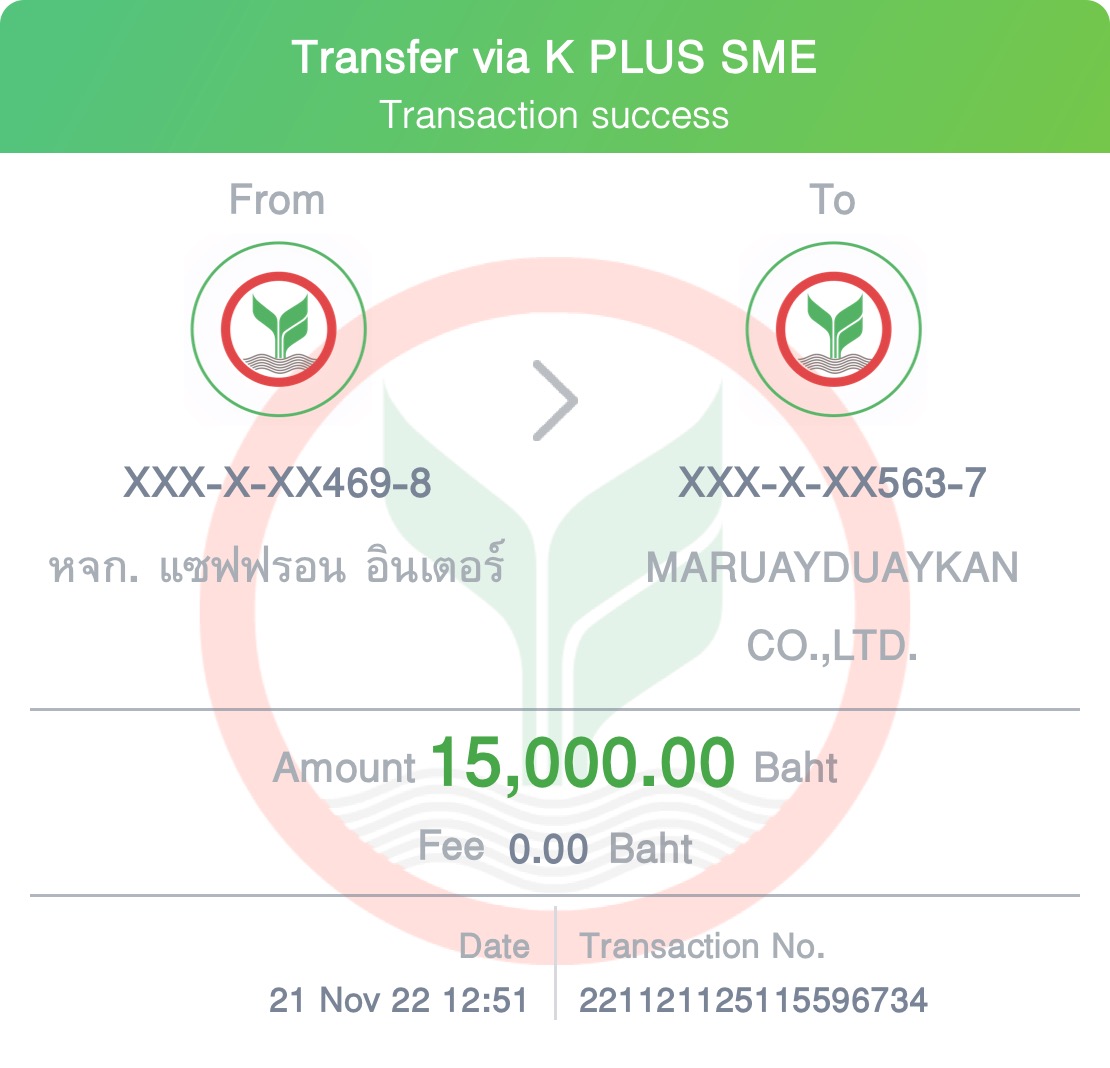 Transfer via K PLUS SME
Transaction success
From
To
XXX-X-XX469-8
XXX-X-XX563-7
หจก. แซฟฟรอน อินเตอร์
MARUAYDUAYKAN
CO.,LTD.
Amount 15,000.00 Baht
Fee 0.00 Baht
Date
Transaction No.
21 Nov 22 12:51
221121125115596734